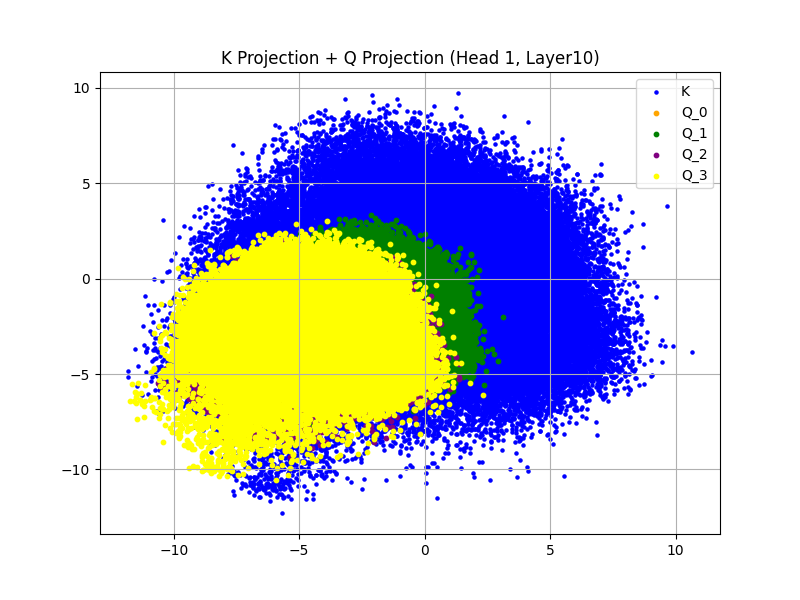 K Projection + Q Projection (Head 1, Layer10)
K
Q_0
Q_1
Q_2
Q_3
10
5
0
−5
−10
−10
−5
0
5
10